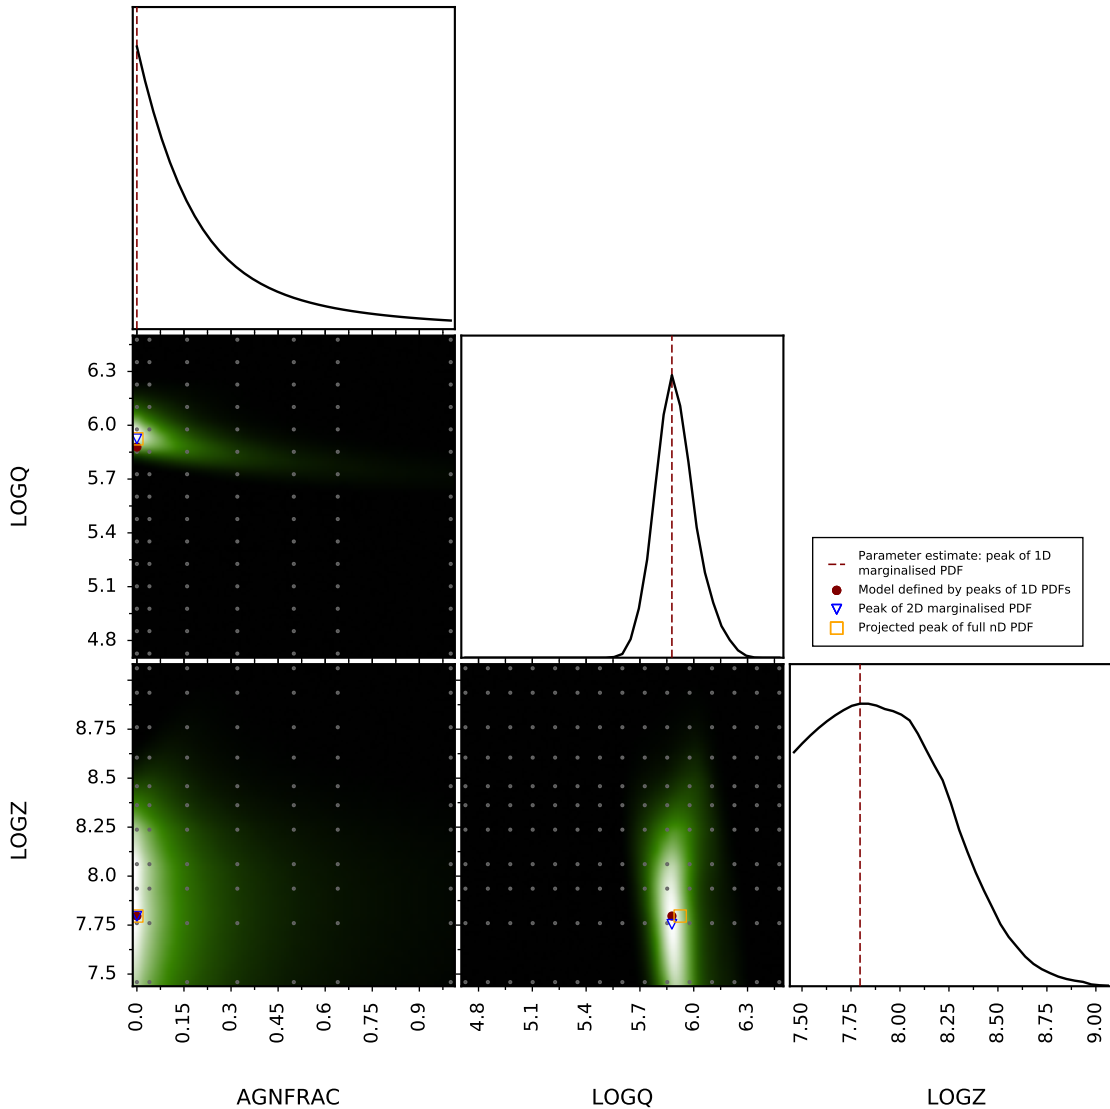 6.3
6.0
5.7
5.4
5.1
4.8
LOGQ
Parameter estimate: peak of 1D
marginalised PDF
Model defined by peaks of 1D PDFs
Peak of 2D marginalised PDF
Projected peak of full nD PDF
8.75
8.5
8.25
8.0
7.75
7.5
LOGZ
0.0 0.15 0.3 0.45 0.6 0.75 0.9
4.8 5.1 5.4 5.7 6.0 6.3
7.50 7.75 8.00 8.25 8.50 8.75 9.00
AGNFRAC
LOGQ
LOGZ